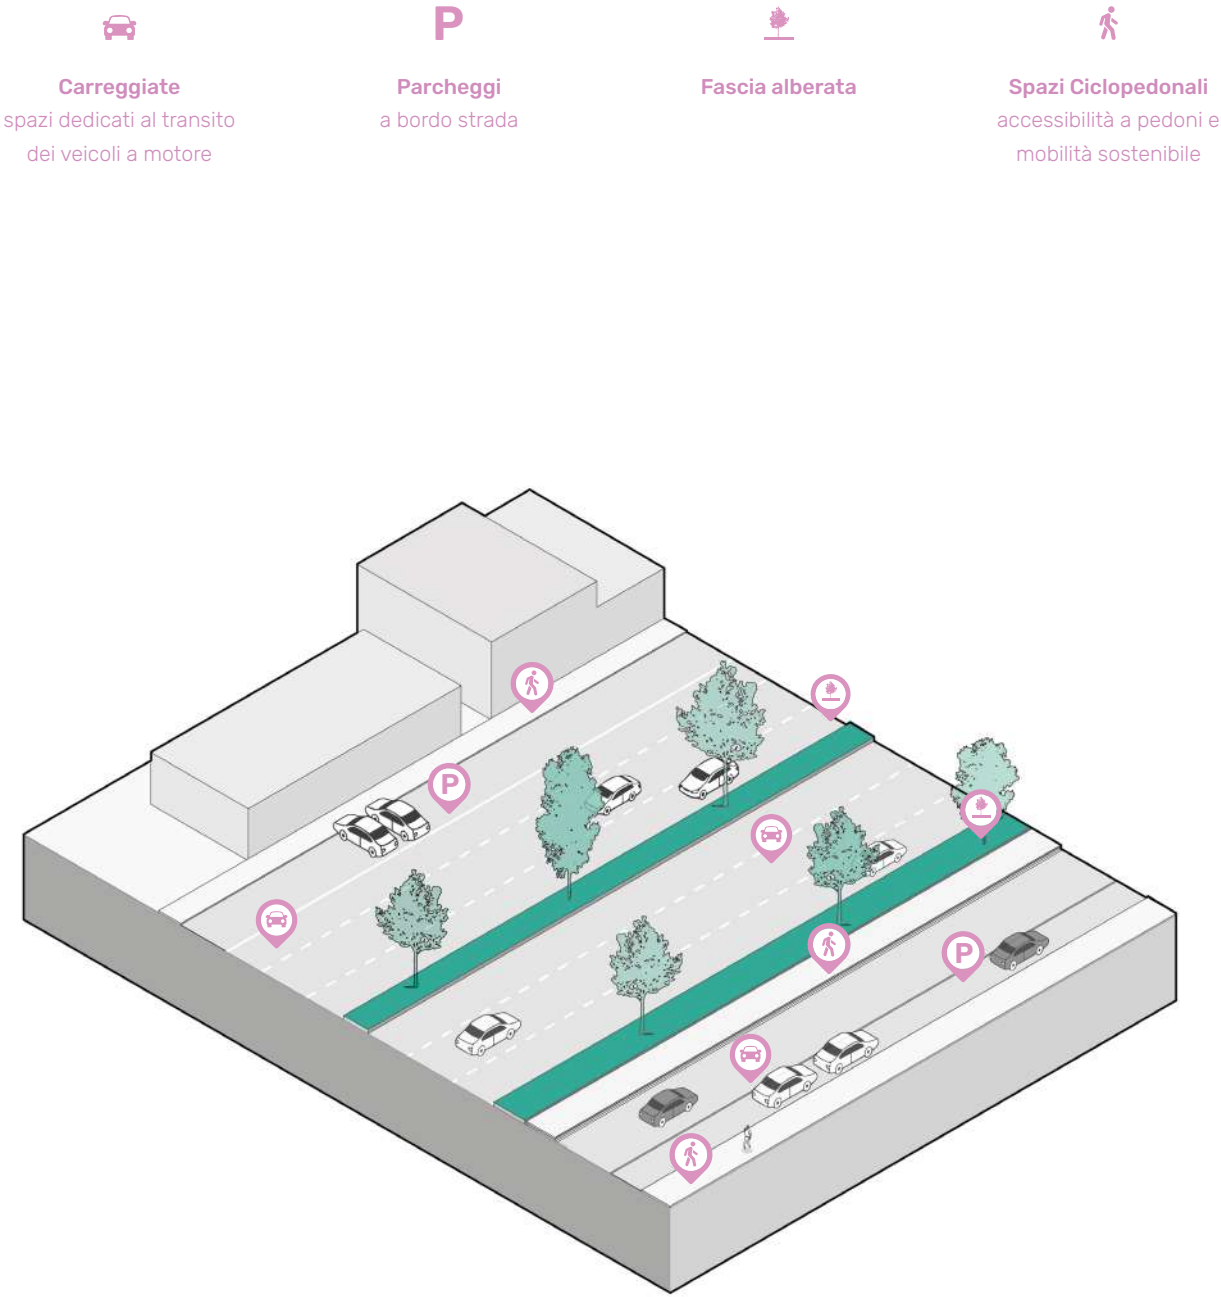 P
Carreggiate
spazi dedicati al transito
dei veicoli a motore
Parcheggi
a bordo strada
Fascia alberata
Spazi Ciclopedonali
accessibilità a pedoni e
mobilità sostenibile
P
P